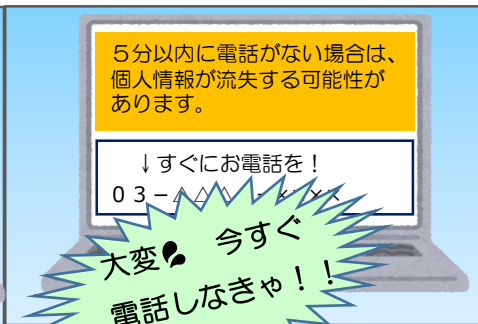 5分以内に電話がない場合は、
個人情報が流失する可能性が
あります。
↓すぐにお電話を!
03-△△△△-××××
大変 今すぐ
電話しなきゃ!!